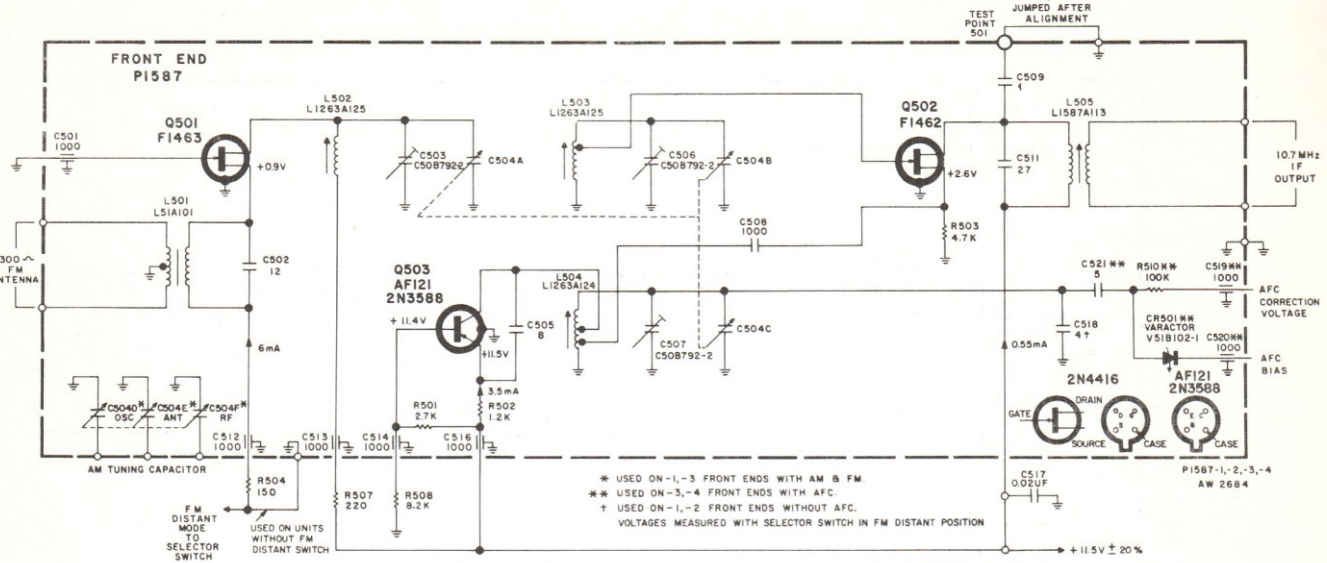 TEST
POINT
501
JUMPED AFTER
ALIGNMENT
FRONT END
P1587
C509
1
L502
L1263A125
L503
L1263A125
Q502
F1462
L505
L1587A113
Q501
F1463
C501
1000
+0.9V
C503
C50B792-2
C504A
C506
C50B792-2
C504B
C511
27
10.7 MHz
IF
OUTPUT
+2.6V
L501
L51A101
C508
1000
R503
4.7K
300
FM
C502
12
Q503
AF121
2N3588
L504
L1263A124
C521 **
5
R510**
100K
C519**
1000
AFC
CORRECTION
VOLTAGE
+ 11.4V
C505
8
+11.5V
C507
C50B792-2
C504C
C518
4†
CR501 **
VARACTOR
V51B102-1
C520**
1000
AFC
BIAS
6mA
0.55mA
3.5mA
R501
2.7K
R502
1.2K
2N4416
AF121
2N3588
C504D*
OSC
C504E*
ANT
C504F*
RF
GATE
DRAIN
SOURCE
D
G
S
CASE
E
C
B
CASE
C512
1000
C513
1000
C514
1000
C516
1000
AM TUNING CAPACITOR
P1587-1,-2,-3,-4
AW 2684
R504
150
R507
220
R508
8.2K
C517
0.02UF
* USED ON -1,-3 FRONT ENDS WITH AM & FM.
** USED ON -3,-4 FRONT ENDS WITH AFC.
† USED ON -1,-2 FRONT ENDS WITHOUT AFC.
VOLTAGES MEASURED WITH SELECTOR SWITCH IN FM DISTANT POSITION
FM
DISTANT
MODE
TO
SELECTOR
SWITCH
USED ON UNITS
WITHOUT FM
DISTANT SWITCH
+ 11.5V ± 20%